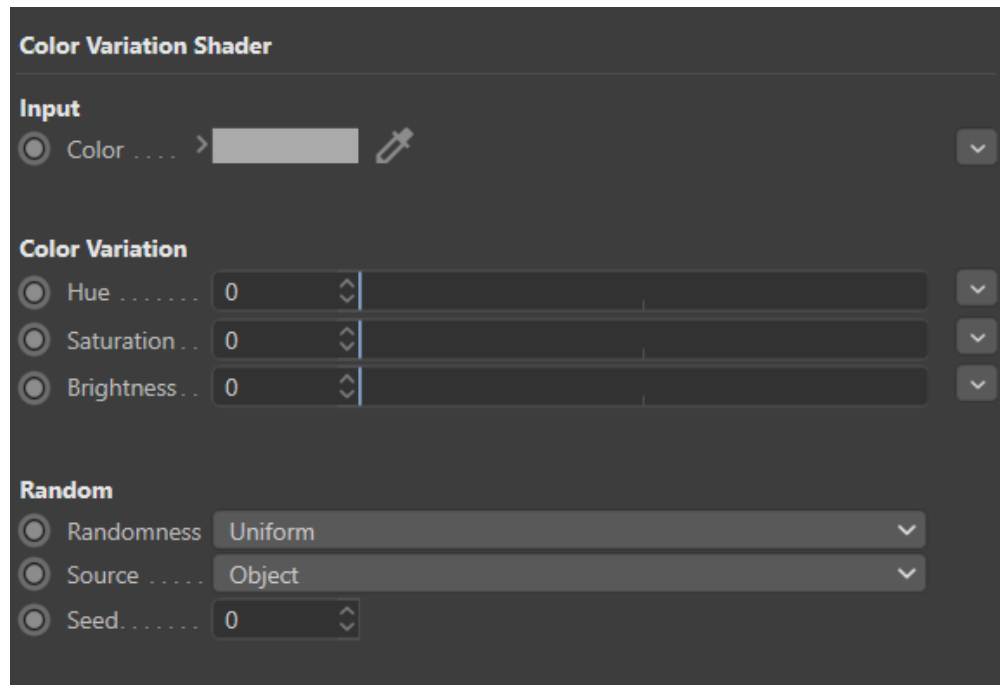 Color Variation Shader
Input
Color ....
Color Variation
Hue ....... 0
Saturation .. 0
Brightness .. 0
Random
Randomness Uniform
Source ..... Object
Seed ....... 0